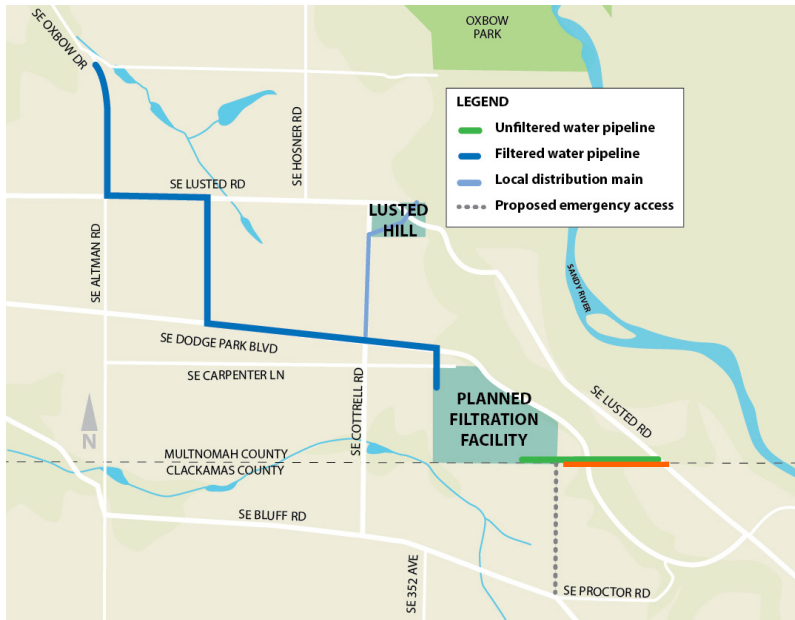 SE OXBOW DR
OXBOW
PARK
LEGEND
Unfiltered water pipeline
Filtered water pipeline
Local distribution main
Proposed emergency access
SE HOSNER RD
SE LUSTED RD
LUSTED
HILL
SE ALTMAN RD
SANDY RIVER
SE DODGE PARK BLVD
SE CARPENTER LN
SE COTTRELL RD
PLANNED
FILTRATION
FACILITY
SE LUSTED RD
N
MULTNOMAH COUNTY
CLACKAMAS COUNTY
SE BLUFF RD
SE 352 AVE
SE PROCTOR RD